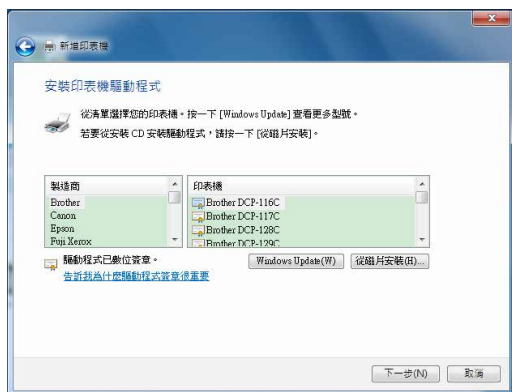 新增印表機
安裝印表機驅動程式
從清單選擇您的印表機。按一下 [Windows Update] 查看更多型號。
若要從安裝 CD 安裝驅動程式，請按一下 [從磁片安裝]。
製造商
Brother
Canon
Epson
Fuji Xerox
印表機
Brother DCP-116C
Brother DCP-117C
Brother DCP-128C
Brother DCP-129C
驅動程式已數位簽章。
告訴我為什麼驅動程式簽章很重要
Windows Update(W)
從磁片安裝(H)...
下一步(N)
取消